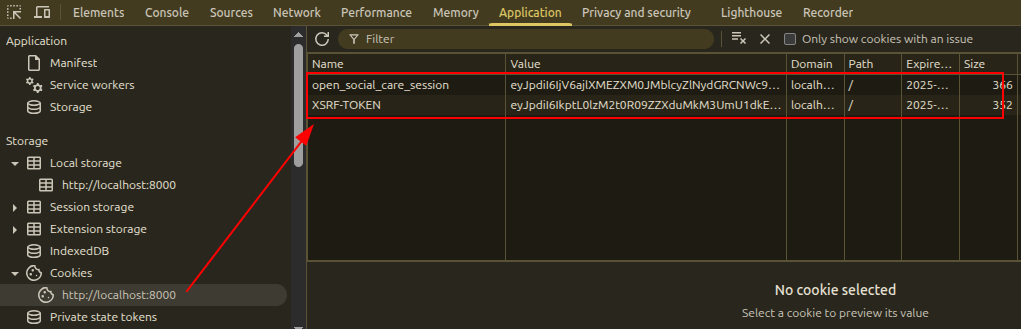 Elements Console Sources Network Performance Memory Application Privacy and security Lighthouse Recorder
Application
Manifest
Service workers
Storage
Storage
Local storage
http://localhost:8000
Session storage
Extension storage
IndexedDB
Cookies
http://localhost:8000
Private state tokens
Filter Only show cookies with an issue
Name Value Domain Path Expire... Size
open_social_care_session localh... / 2025-... 366
XSRF-TOKEN localh... / 2025-... 352
No cookie selected
Select a cookie to preview its value